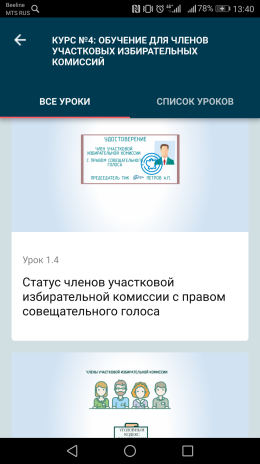 Beeline
MTS RUS
78% 13:40
КУРС №4: ОБУЧЕНИЕ ДЛЯ ЧЛЕНОВ
УЧАСТКОВЫХ ИЗБИРАТЕЛЬНЫХ
КОМИССИЙ
ВСЕ УРОКИ СПИСОК УРОКОВ
УДОСТОВЕРЕНИЕ
ЧЛЕН УЧАСТКОВОЙ
ИЗБИРАТЕЛЬНОЙ КОМИССИИ
С ПРАВОМ СОВЕЩАТЕЛЬНОГО
ГОЛОСА
ПРЕДСЕДАТЕЛЬ ТИК ПЕТРОВ А.П.
Урок 1.4
Статус членов участковой
избирательной комиссии с правом
совещательного голоса
ЧЛЕНЫ УЧАСТКОВОЙ ИЗБИРАТЕЛЬНОЙ КОМИССИИ
УГОЛОВНЫЙ
КОДЕКС